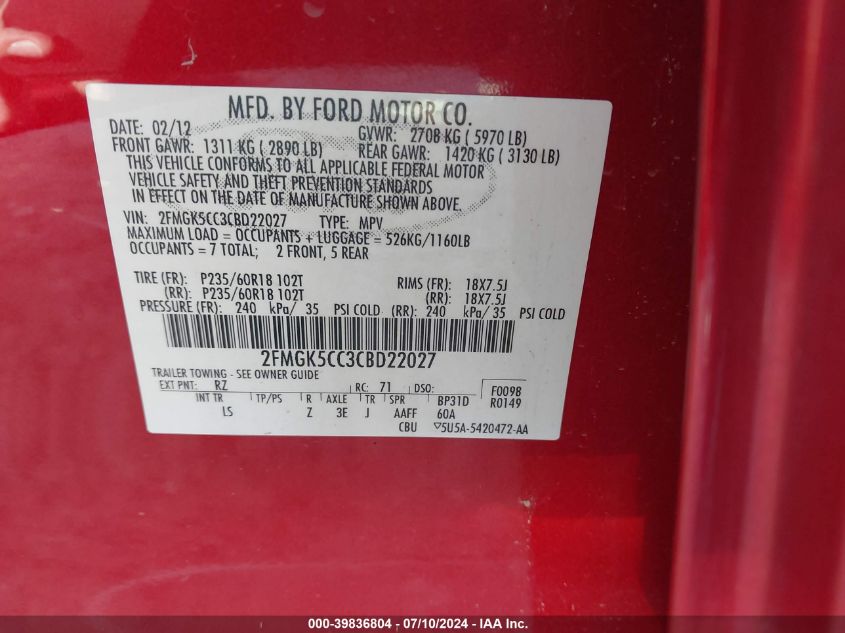 MFD. BY FORD MOTOR CO.
DATE: 02/12 GVWR: 2708 KG ( 5970 LB)
FRONT GAWR: 1311 KG ( 2890 LB) REAR GAWR: 1420 KG ( 3130 LB)
THIS VEHICLE CONFORMS TO ALL APPLICABLE FEDERAL MOTOR
VEHICLE SAFETY AND THEFT PREVENTION STANDARDS
IN EFFECT ON THE DATE OF MANUFACTURE SHOWN ABOVE.
VIN: 2FMGK5CC3CBD22027 TYPE: MPV
MAXIMUM LOAD = OCCUPANTS + LUGGAGE = 526KG/1160LB
OCCUPANTS = 7 TOTAL; 2 FRONT, 5 REAR
TIRE (FR): P235/60R18 102T RIMS (FR): 18X7.5J
(RR): P235/60R18 102T (RR): 18X7.5J
PRESSURE (FR): 240 kPa/ 35 PSI COLD (RR): 240 kPa/ 35 PSI COLD
2FMGK5CC3CBD22027
TRAILER TOWING - SEE OWNER GUIDE
EXT PNT: RZ RC: 71 DSO: F0098
INT TR TP/PS R AXLE TR SPR BP31D R0149
LS Z 3E J AAFF 60A
CBU ▽5U5A-5420472-AA
000-39836804 - 07/10/2024 - IAA Inc.